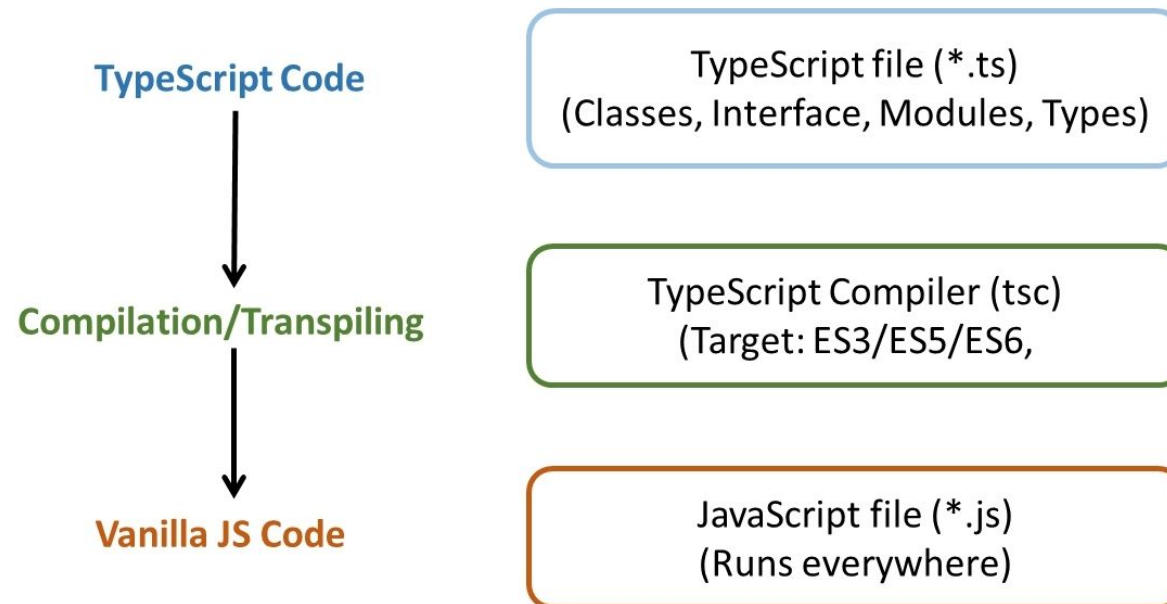 TypeScript Code
TypeScript file (*.ts)
(Classes, Interface, Modules, Types)
Compilation/Transpiling
TypeScript Compiler (tsc)
(Target: ES3/ES5/ES6,
Vanilla JS Code
JavaScript file (*.js)
(Runs everywhere)